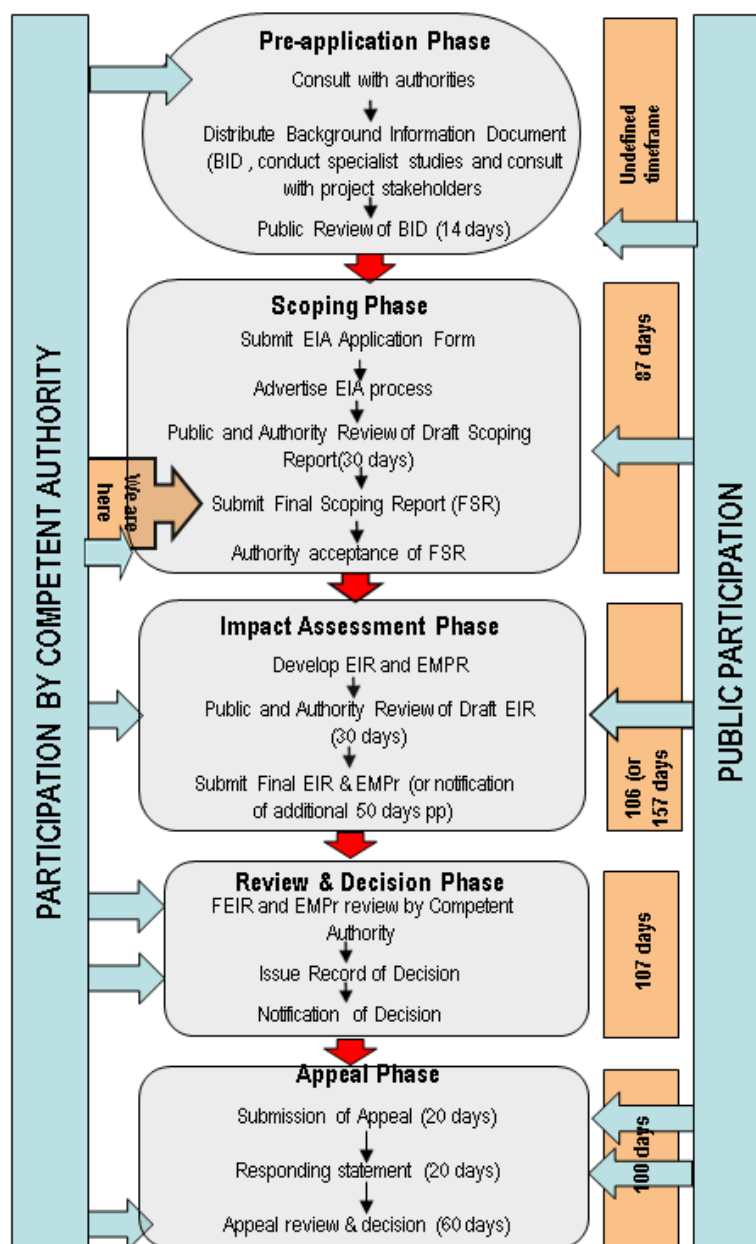 PARTICIPATION BY COMPETENT AUTHORITY
Pre-application Phase
Consult with authorities
Distribute Background Information Document
(BID , conduct specialist studies and consult
with project stakeholders
Public Review of BID (14 days)
Undefined
timeframe
Scoping Phase
Submit EIA Application Form
Advertise EIA process
Public and Authority Review of Draft Scoping
Report(30 days)
Submit Final Scoping Report (FSR)
Authority acceptance of FSR
We are
here
87 days
Impact Assessment Phase
Develop EIR and EMPR
Public and Authority Review of Draft EIR
(30 days)
Submit Final EIR & EMPr (or notification
of additional 50 days pp)
106 (or
157 days
Review & Decision Phase
FEIR and EMPr review by Competent
Authority
Issue Record of Decision
Notification of Decision
107 days
Appeal Phase
Submission of Appeal (20 days)
Responding statement (20 days)
Appeal review & decision (60 days)
100 days
PUBLIC PARTICIPATION